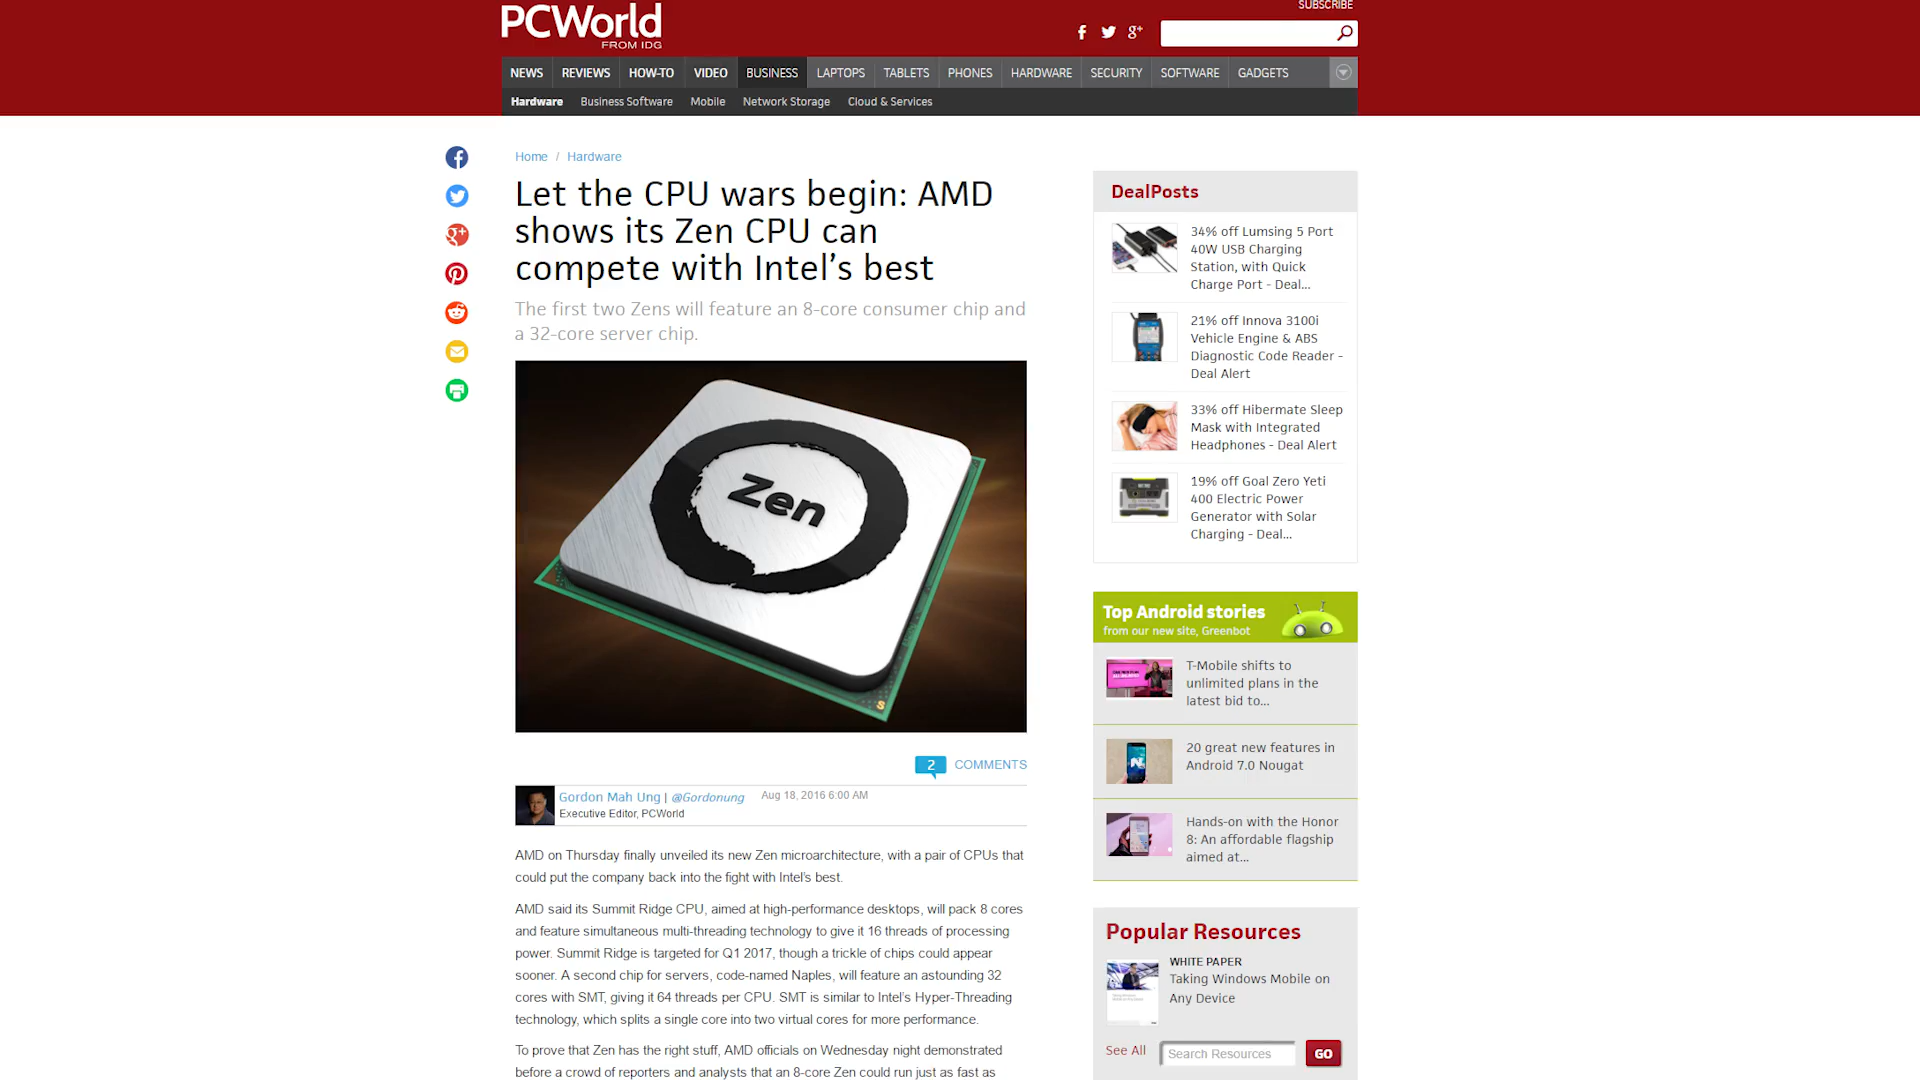 SUBSCRIBE
PCWorld
FROM IDG
NEWS REVIEWS HOW-TO VIDEO BUSINESS LAPTOPS TABLETS PHONES HARDWARE SECURITY SOFTWARE GADGETS
Hardware Business Software Mobile Network Storage Cloud & Services
Home / Hardware
Let the CPU wars begin: AMD
shows its Zen CPU can
compete with Intel's best
The first two Zens will feature an 8-core consumer chip and
a 32-core server chip.
Zen
2 COMMENTS
Gordon Mah Ung | @Gordonung Aug 18, 2016 6:00 AM
Executive Editor, PCWorld
AMD on Thursday finally unveiled its new Zen microarchitecture, with a pair of CPUs that
could put the company back into the fight with Intel's best.
AMD said its Summit Ridge CPU, aimed at high-performance desktops, will pack 8 cores
and feature simultaneous multi-threading technology to give it 16 threads of processing
power. Summit Ridge is targeted for Q1 2017, though a trickle of chips could appear
sooner. A second chip for servers, code-named Naples, will feature an astounding 32
cores with SMT, giving it 64 threads per CPU. SMT is similar to Intel's Hyper-Threading
technology, which splits a single core into two virtual cores for more performance.
To prove that Zen has the right stuff, AMD officials on Wednesday night demonstrated
before a crowd of reporters and analysts that an 8-core Zen could run just as fast as
DealPosts
34% off Lumsing 5 Port
40W USB Charging
Station, with Quick
Charge Port - Deal...
21% off Innova 3100i
Vehicle Engine & ABS
Diagnostic Code Reader -
Deal Alert
33% off Hibermate Sleep
Mask with Integrated
Headphones - Deal Alert
19% off Goal Zero Yeti
400 Electric Power
Generator with Solar
Charging - Deal...
Top Android stories
from our new site, Greenbot
T-Mobile shifts to
unlimited plans in the
latest bid to...
20 great new features in
Android 7.0 Nougat
Hands-on with the Honor
8: An affordable flagship
aimed at...
Popular Resources
WHITE PAPER
Taking Windows Mobile on
Any Device
See All Search Resources GO